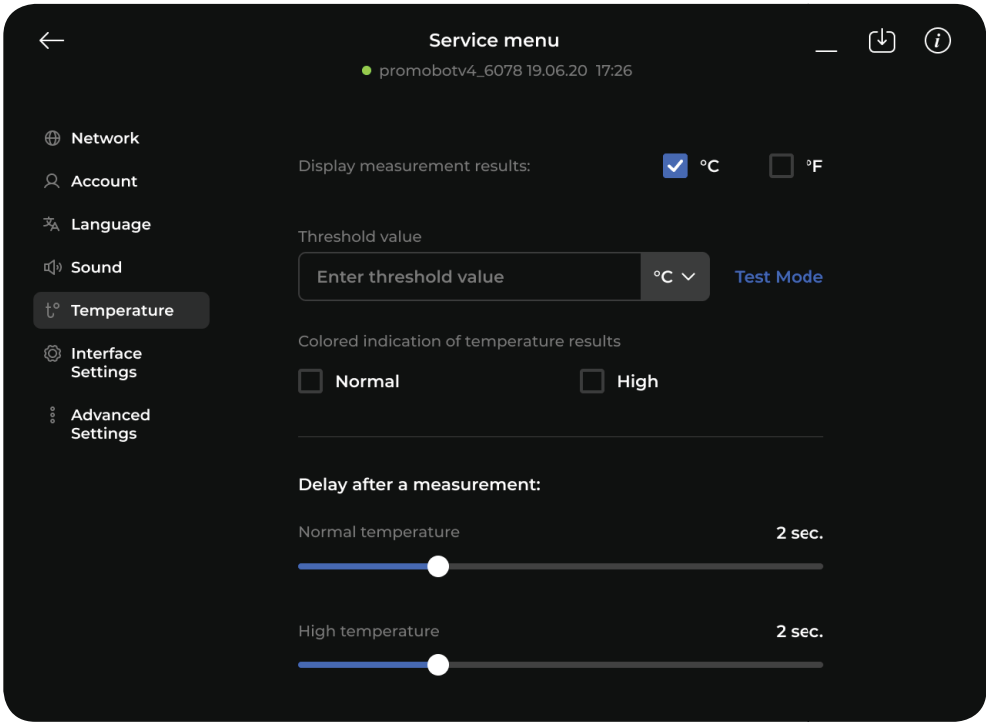 Service menu
promobotv4_6078 19.06.20 17:26
Network
Account
Language
Sound
Temperature
Interface
Settings
Advanced
Settings
Display measurement results:
°C
°F
Threshold value
Enter threshold value
°C
Test Mode
Colored indication of temperature results
Normal
High
Delay after a measurement:
Normal temperature
2 sec.
High temperature
2 sec.